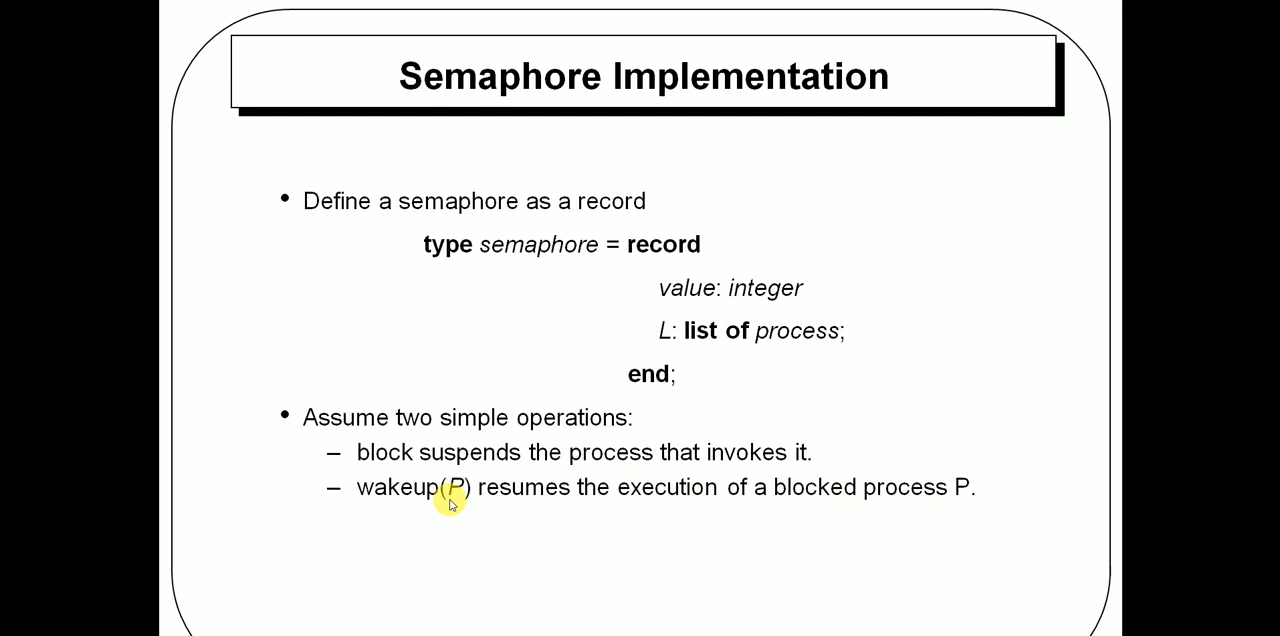 Semaphore Implementation
• Define a semaphore as a record
type semaphore = record
value: integer
L: list of process;
end;
• Assume two simple operations:
– block suspends the process that invokes it.
– wakeup(P) resumes the execution of a blocked process P.